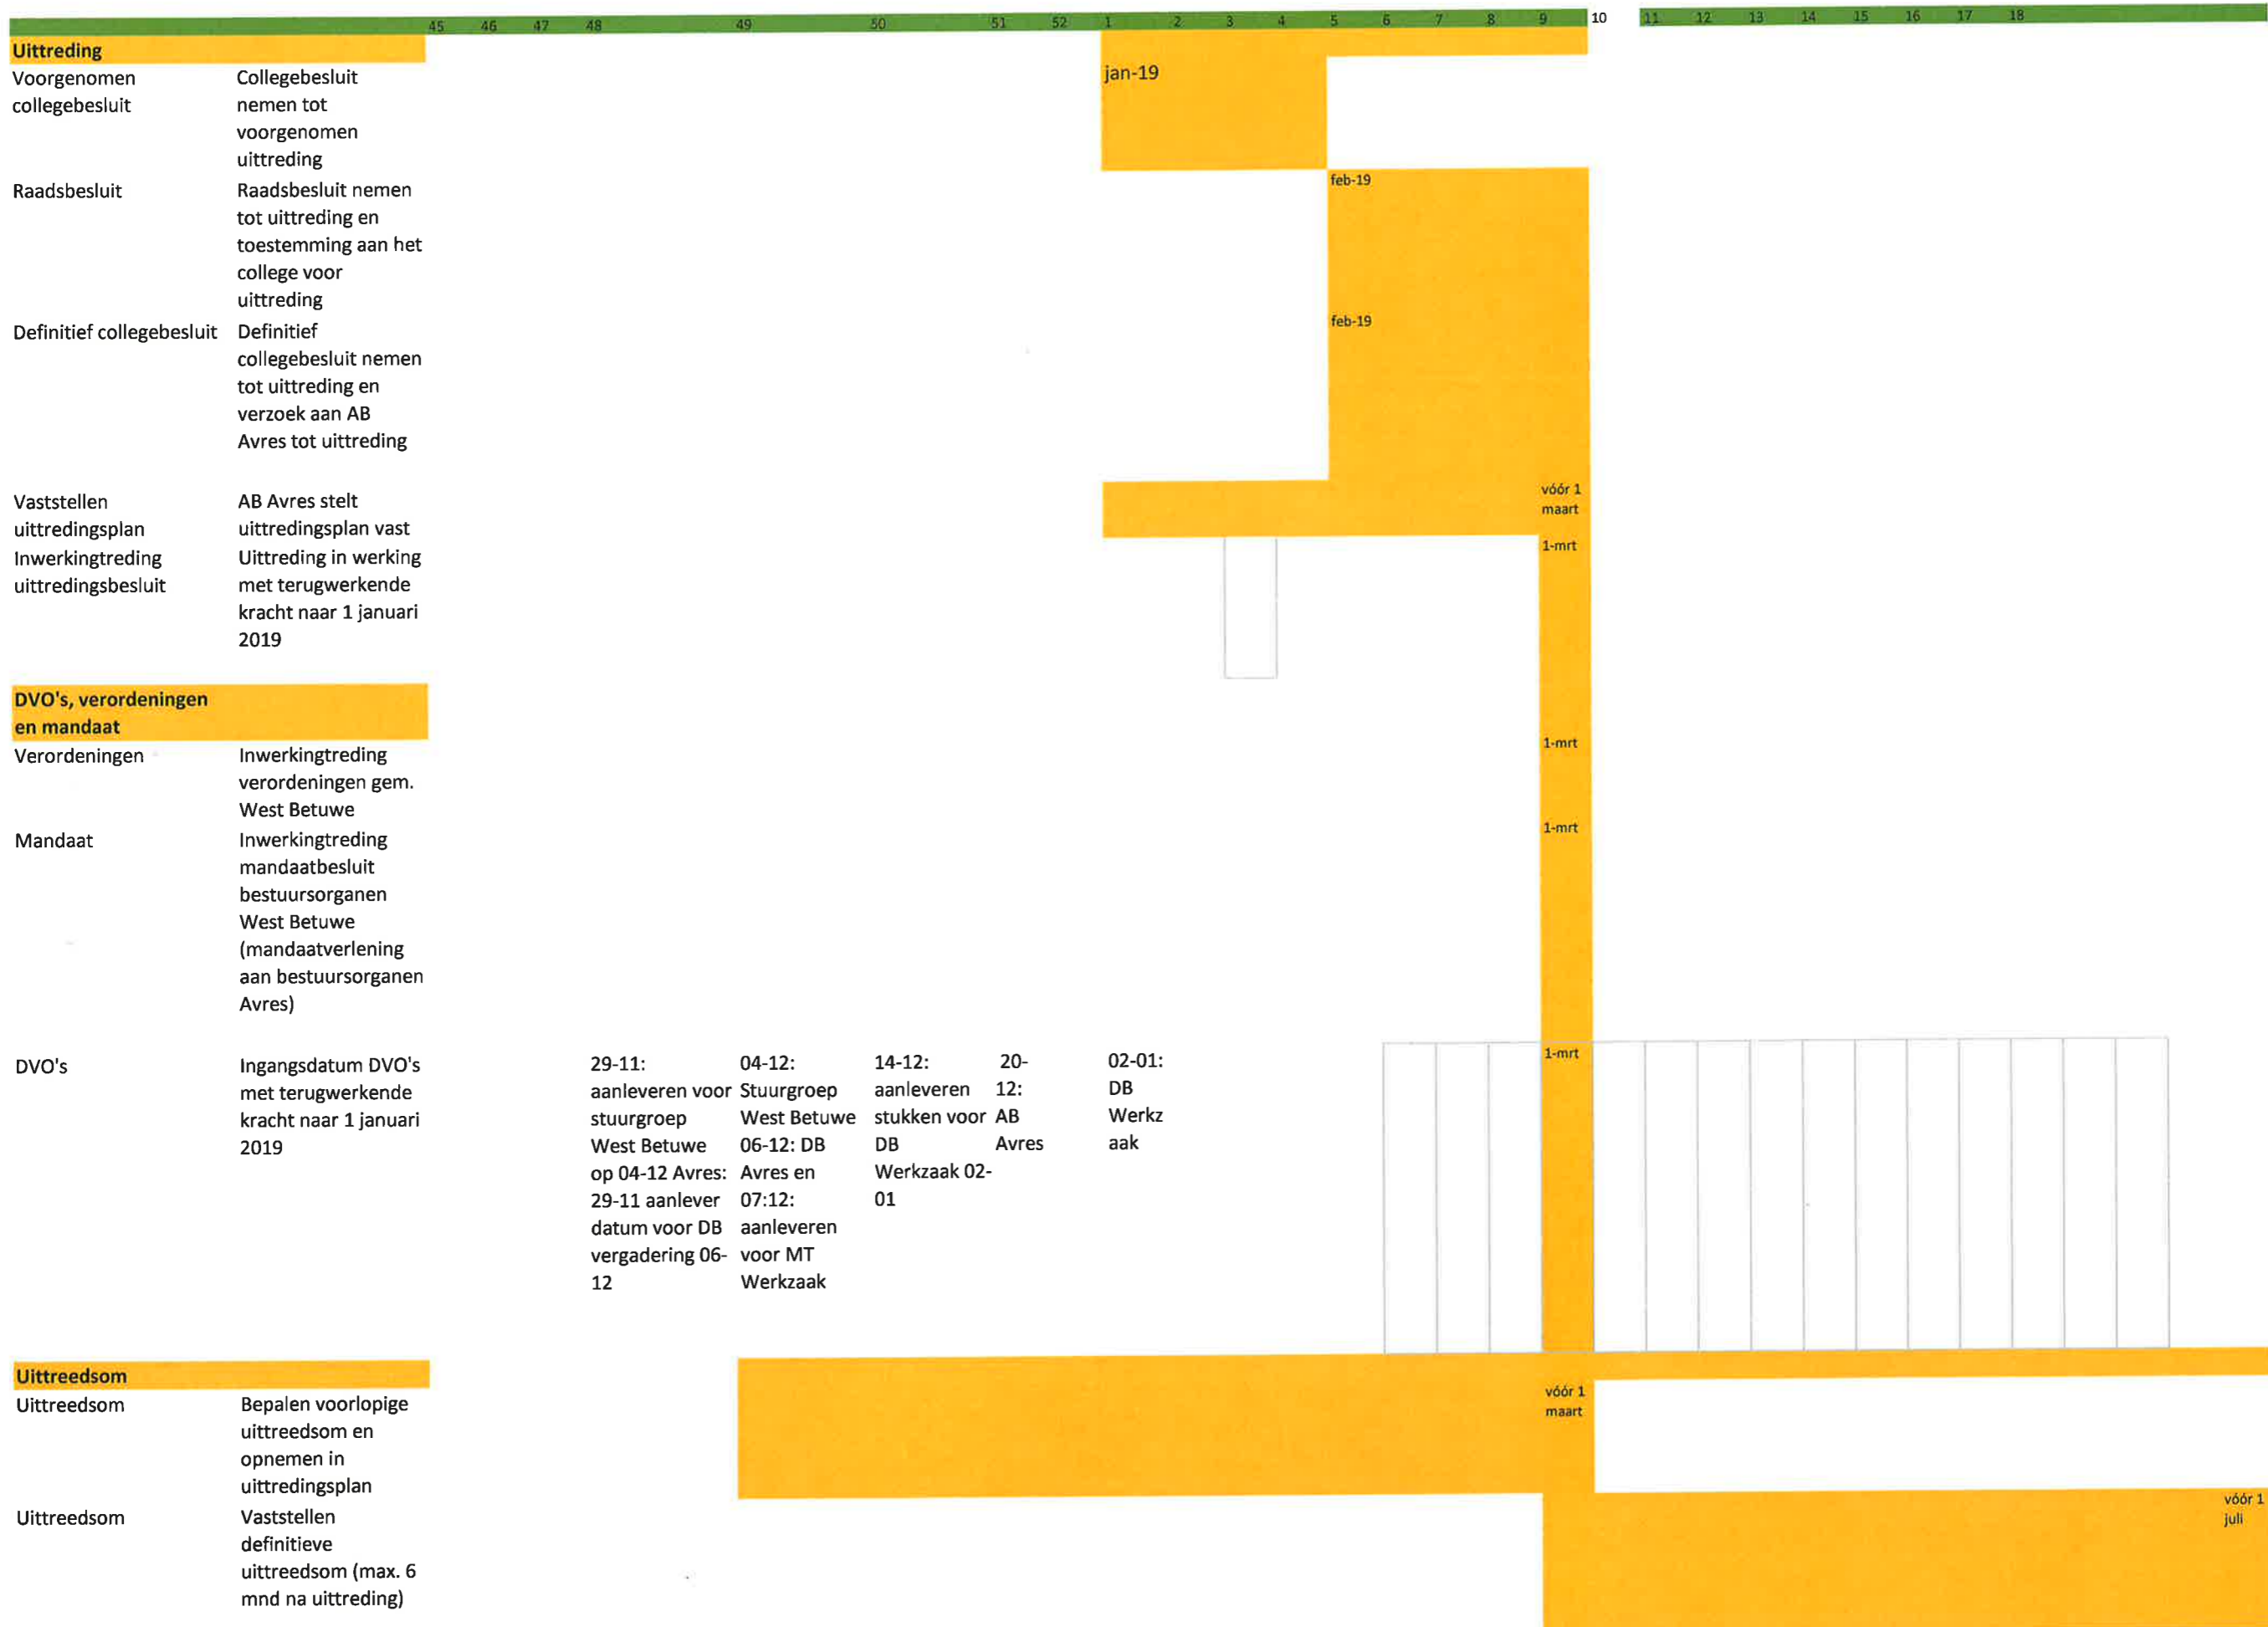 45 46 47 48 49 50 51 52 1 2 3 4 5 6 7 8 9 10 11 12 13 14 15 16 17 18
Uittreding
Voorgenomen
collegebesluit
Collegebesluit
nemen tot
voorgenomen
uittreding
jan-19
Raadsbesluit
Raadsbesluit nemen
tot uittreding en
toestemming aan het
college voor
uittreding
feb-19
Definitief collegebesluit
Definitief
collegebesluit nemen
tot uittreding en
verzoek aan AB
Avres tot uittreding
feb-19
Vaststellen
uittredingsplan
AB Avres stelt
uittredingsplan vast
vóór 1
maart
Inwerkingtreding
uittredingsbesluit
Uittreding in werking
met terugwerkende
kracht naar 1 januari
2019
1-mrt
DVO's, verordeningen
en mandaat
Verordeningen
Inwerkingtreding
verordeningen gem.
West Betuwe
1-mrt
Mandaat
Inwerkingtreding
mandaatbesluit
bestuursorganen
West Betuwe
(mandaatverlening
aan bestuursorganen
Avres)
1-mrt
DVO's
Ingangsdatum DVO's
met terugwerkende
kracht naar 1 januari
2019
29-11:
aanleveren voor
stuurgroep
West Betuwe
op 04-12 Avres:
29-11 aanlever
datum voor DB
vergadering 06-
12
04-12:
Stuurgroep
West Betuwe
06-12: DB
Avres en
07:12:
aanleveren
voor MT
Werkzaak
14-12:
aanleveren
stukken voor
DB
Werkzaak 02-
01
20-
12:
AB
Avres
02-01:
DB
Werkz
aak
1-mrt
Uittreedsom
Uittreedsom
Bepalen voorlopige
uittreedsom en
opnemen in
uittredingsplan
vóór 1
maart
Uittreedsom
Vaststellen
definitieve
uittreedsom (max. 6
mnd na uittreding)
vóór 1
juli